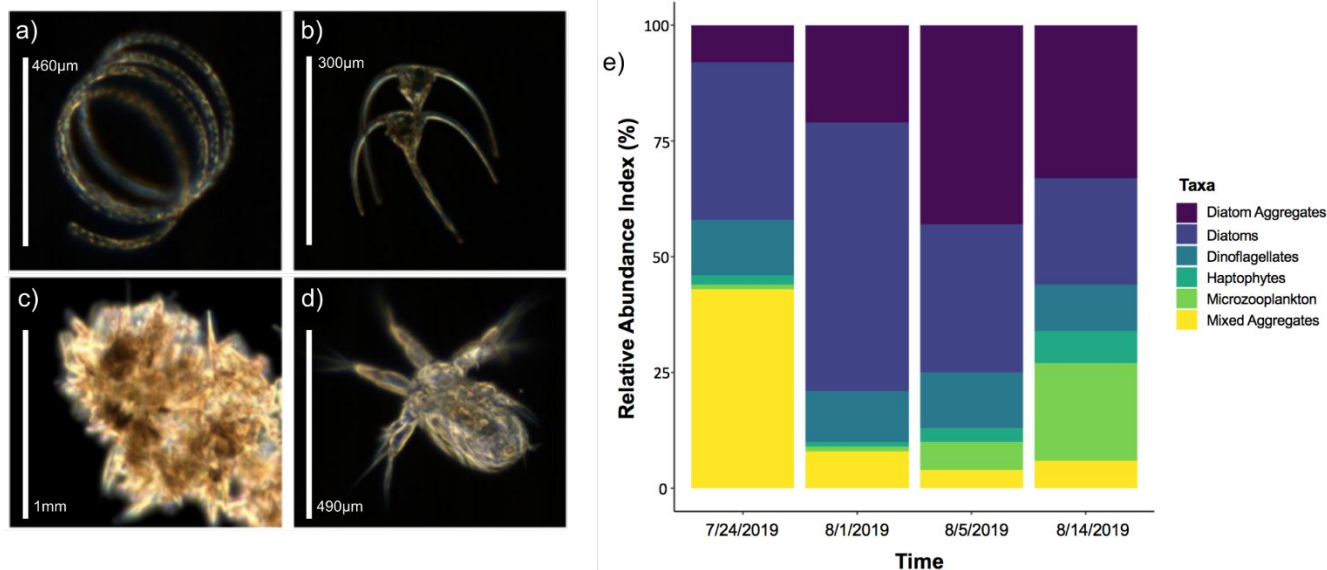 a)
460µm
b)
300µm
c)
1mm
d)
490µm
e)
Relative Abundance Index (%)
100
75
50
25
0
7/24/2019
8/1/2019
8/5/2019
8/14/2019
Time
Taxa
Diatom Aggregates
Diatoms
Dinoflagellates
Haptophytes
Microzooplankton
Mixed Aggregates